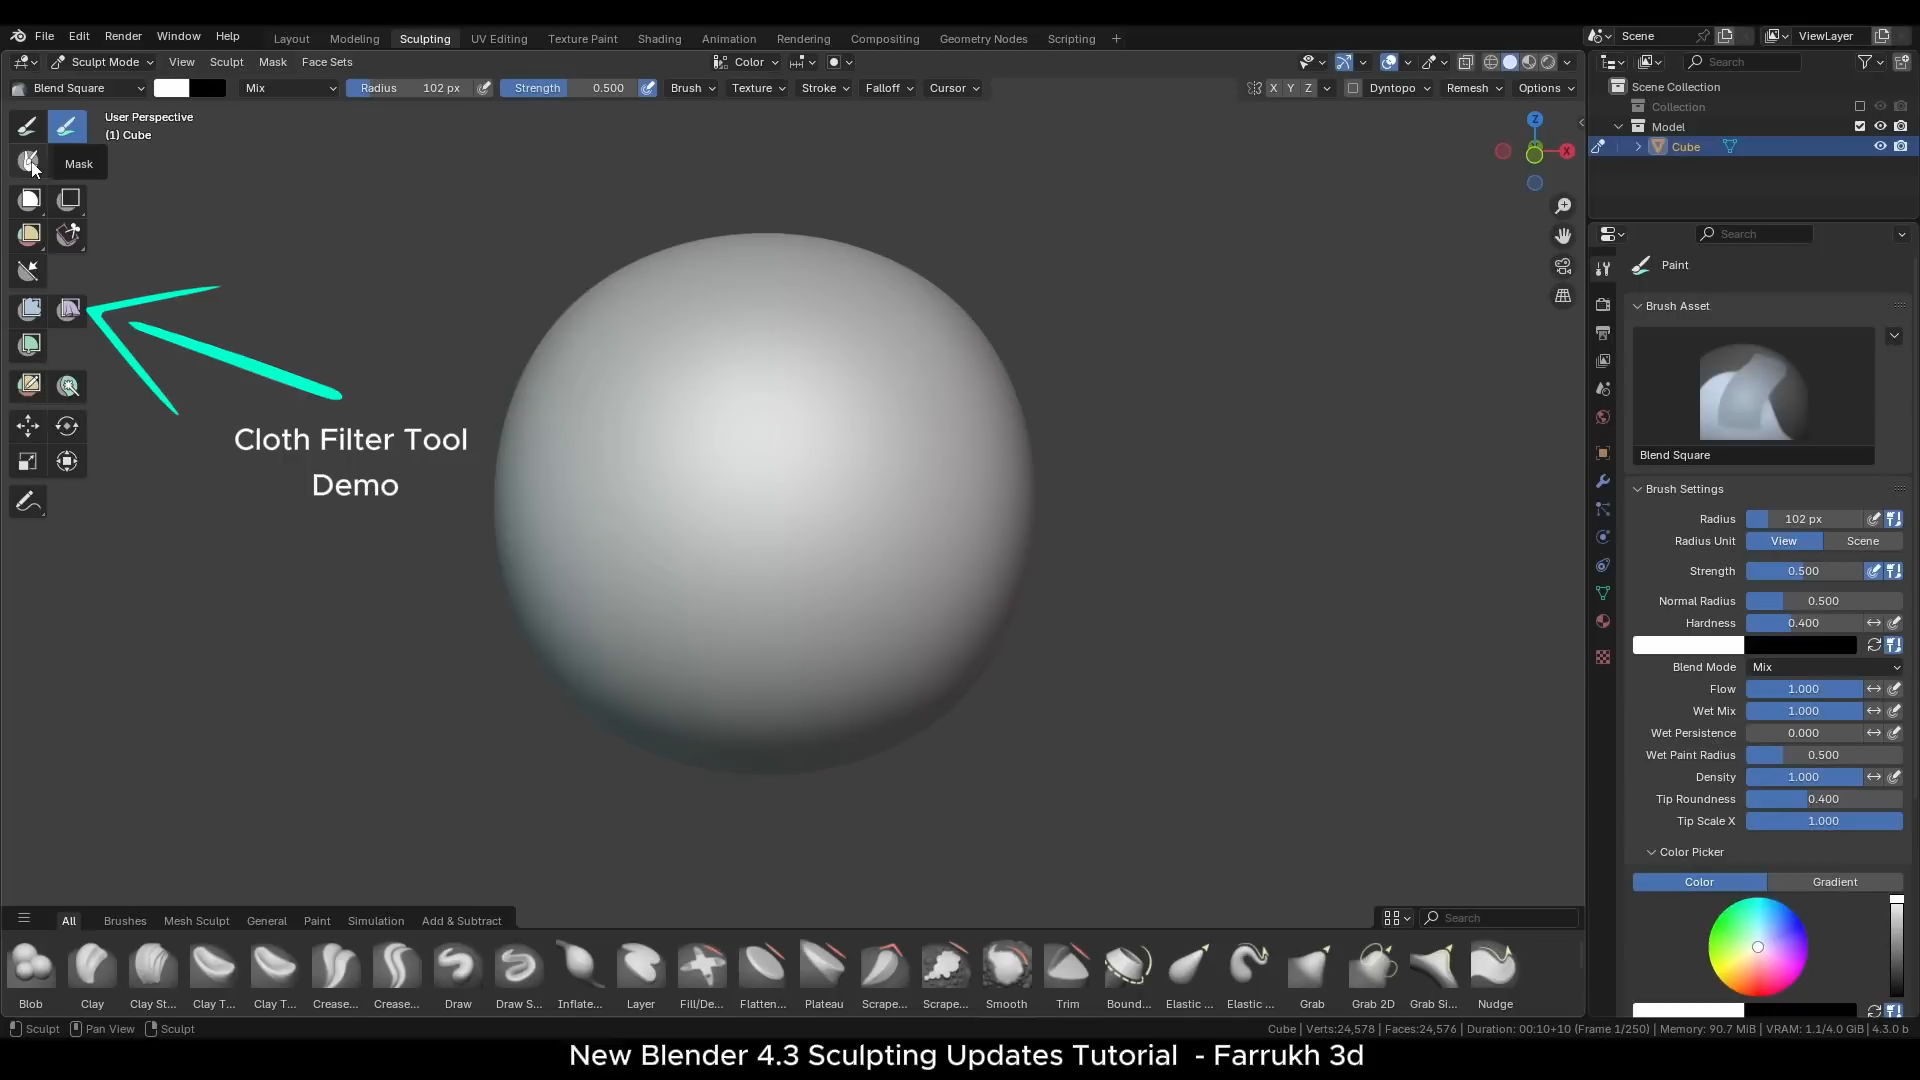 File Edit Render Window Help Layout Modeling Sculpting UV Editing Texture Paint Shading Animation Rendering Compositing Geometry Nodes Scripting + Scene ViewLayer
Sculpt Mode View Sculpt Mask Face Sets Color Search
Blend Square Mix Radius 102 px Strength 0.500 Brush Texture Stroke Falloff Cursor X Y Z Dyntopo Remesh Options
Scene Collection
Collection
Model
Cube
User Perspective
(1) Cube
Mask
Z
X
Cloth Filter Tool
Demo
Search
Paint
Brush Asset
Blend Square
Brush Settings
Radius 102 px
Radius Unit View Scene
Strength 0.500
Normal Radius 0.500
Hardness 0.400
Blend Mode Mix
Flow 1.000
Wet Mix 1.000
Wet Persistence 0.000
Wet Paint Radius 0.500
Density 1.000
Tip Roundness 0.400
Tip Scale X 1.000
Color Picker
Color Gradient
All Brushes Mesh Sculpt General Paint Simulation Add & Subtract Search
Blob Clay Clay St... Clay T... Clay T... Crease... Crease... Draw Draw S... Inflate... Layer Fill/De... Flatten... Plateau Scrape... Scrape... Smooth Trim Bound... Elastic ... Elastic ... Grab Grab 2D Grab Si... Nudge
Sculpt Pan View Sculpt Cube | Verts:24,578 | Faces:24,576 | Duration: 00:10+10 (Frame 1/250) | Memory: 90.7 MiB | VRAM: 1.1/4.0 GiB | 4.3.0 b
New Blender 4.3 Sculpting Updates Tutorial - Farrukh 3d